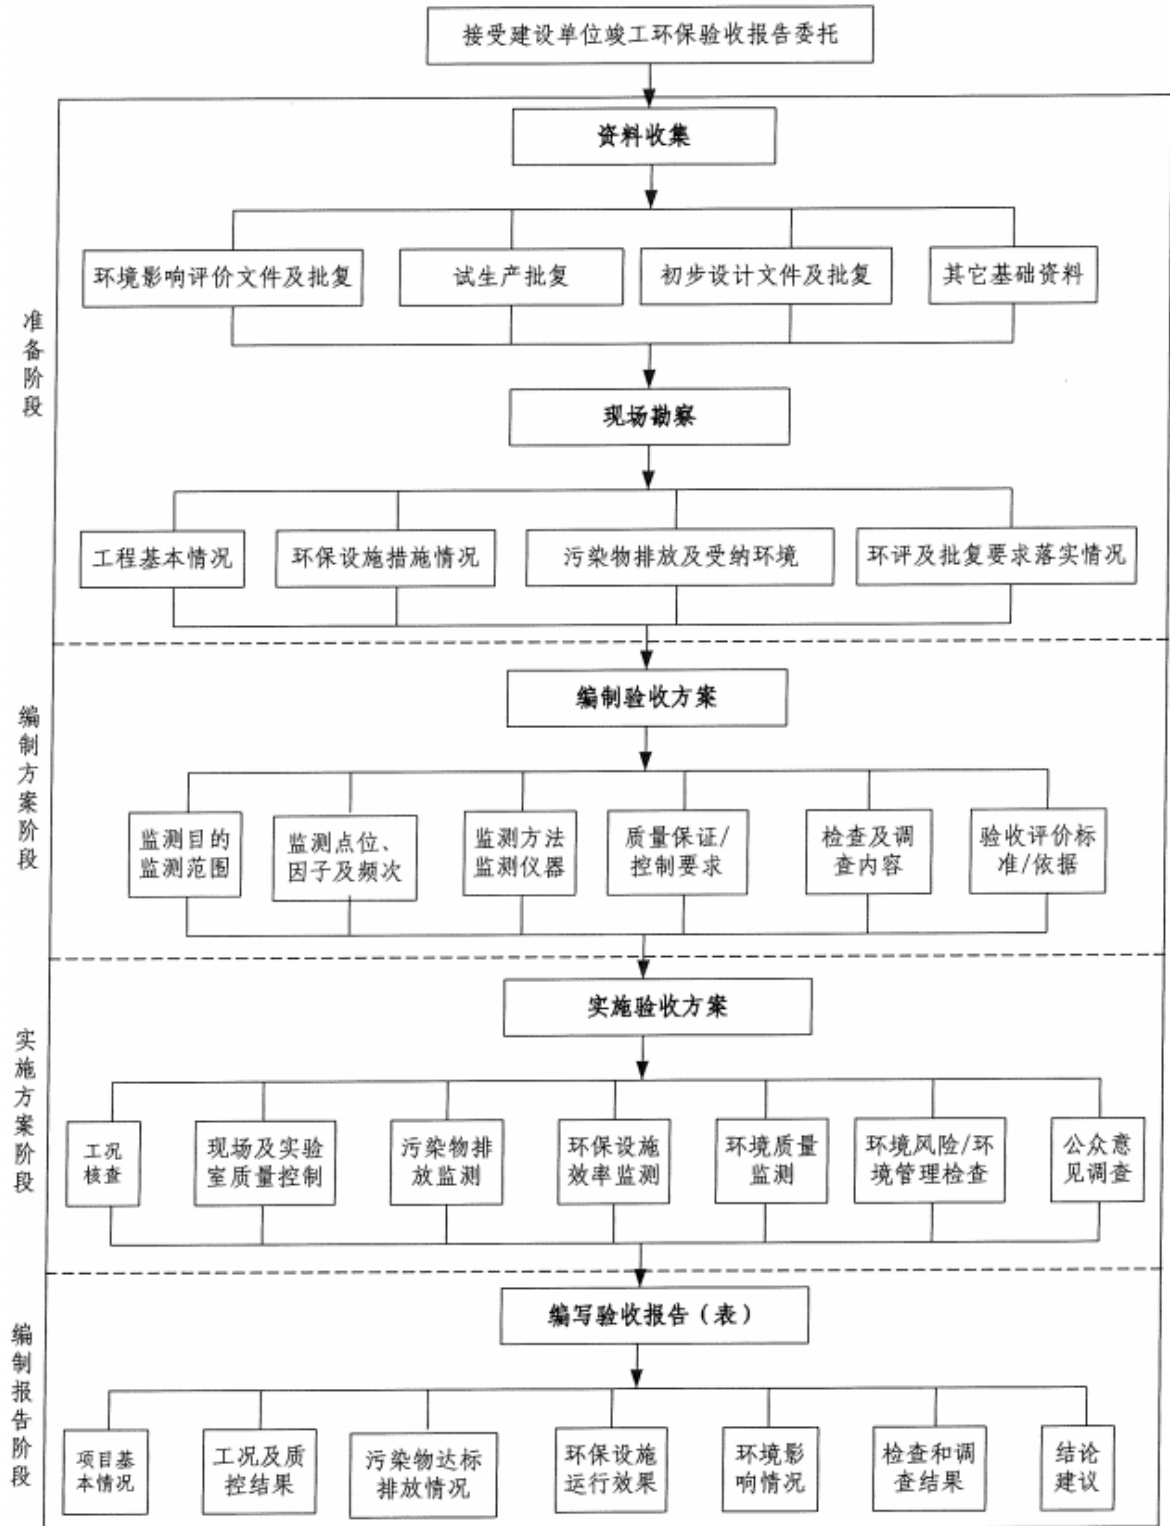 接受建设单位竣工环保验收报告委托
准备阶段
资料收集
环境影响评价文件及批复
试生产批复
初步设计文件及批复
其它基础资料
现场勘察
工程基本情况
环保设施措施情况
污染物排放及受纳环境
环评及批复要求落实情况
编制方案阶段
编制验收方案
监测目的
监测范围
监测点位、
因子及频次
监测方法
监测仪器
质量保证/
控制要求
检查及调
查内容
验收评价标
准/依据
实施方案阶段
实施验收方案
工况
核查
现场及实验
室质量控制
污染物排
放监测
环保设施
效率监测
环境质量
监测
环境风险/环
境管理检查
公众意
见调查
编制报告阶段
编写验收报告（表）
项目基
本情况
工况及质
控结果
污染物达标
排放情况
环保设施
运行效果
环境影
响情况
检查和调
查结果
结论
建议